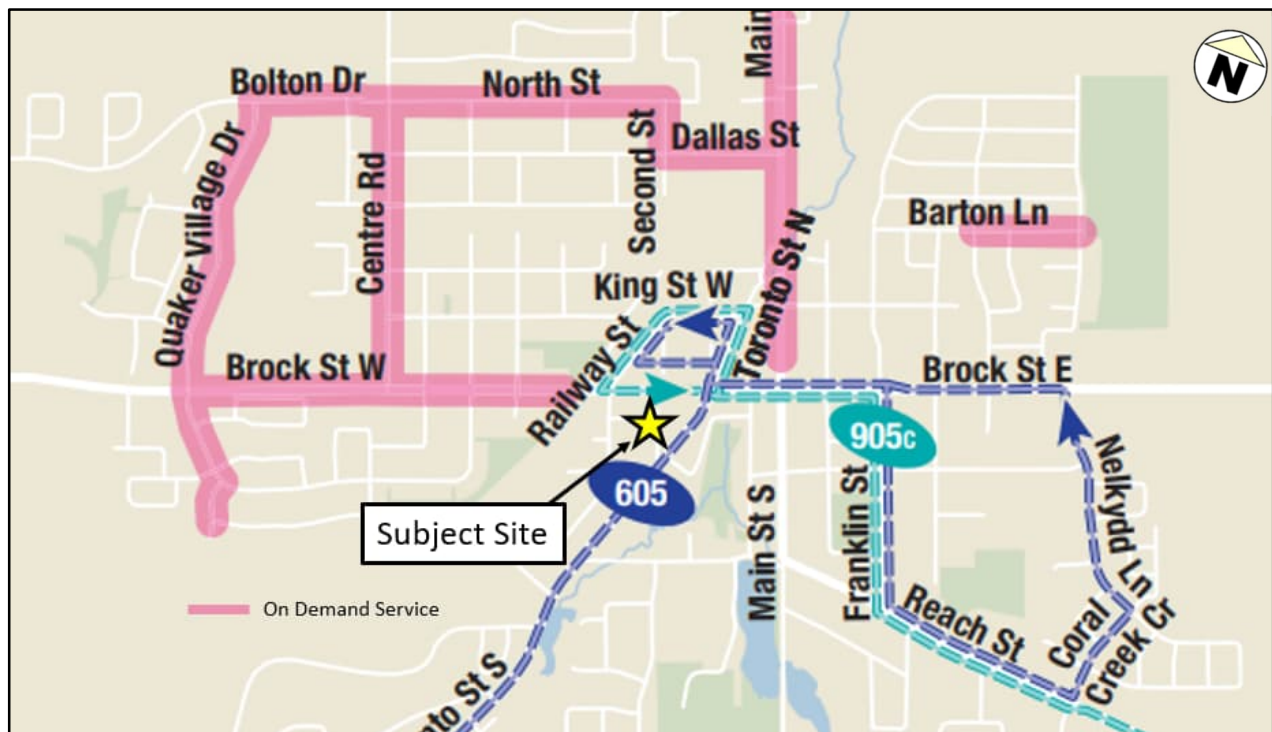 Main
N
Bolton Dr
North St
Second St
Dallas St
Quaker Village Dr
Centre Rd
Barton Ln
King St W
Toronto St N
Brock St W
Railway St
Brock St E
905C
605
Subject Site
Main St S
Franklin St
Nelkydd Ln
Reach St
Coral
Creek Cr
On Demand Service
nto St S